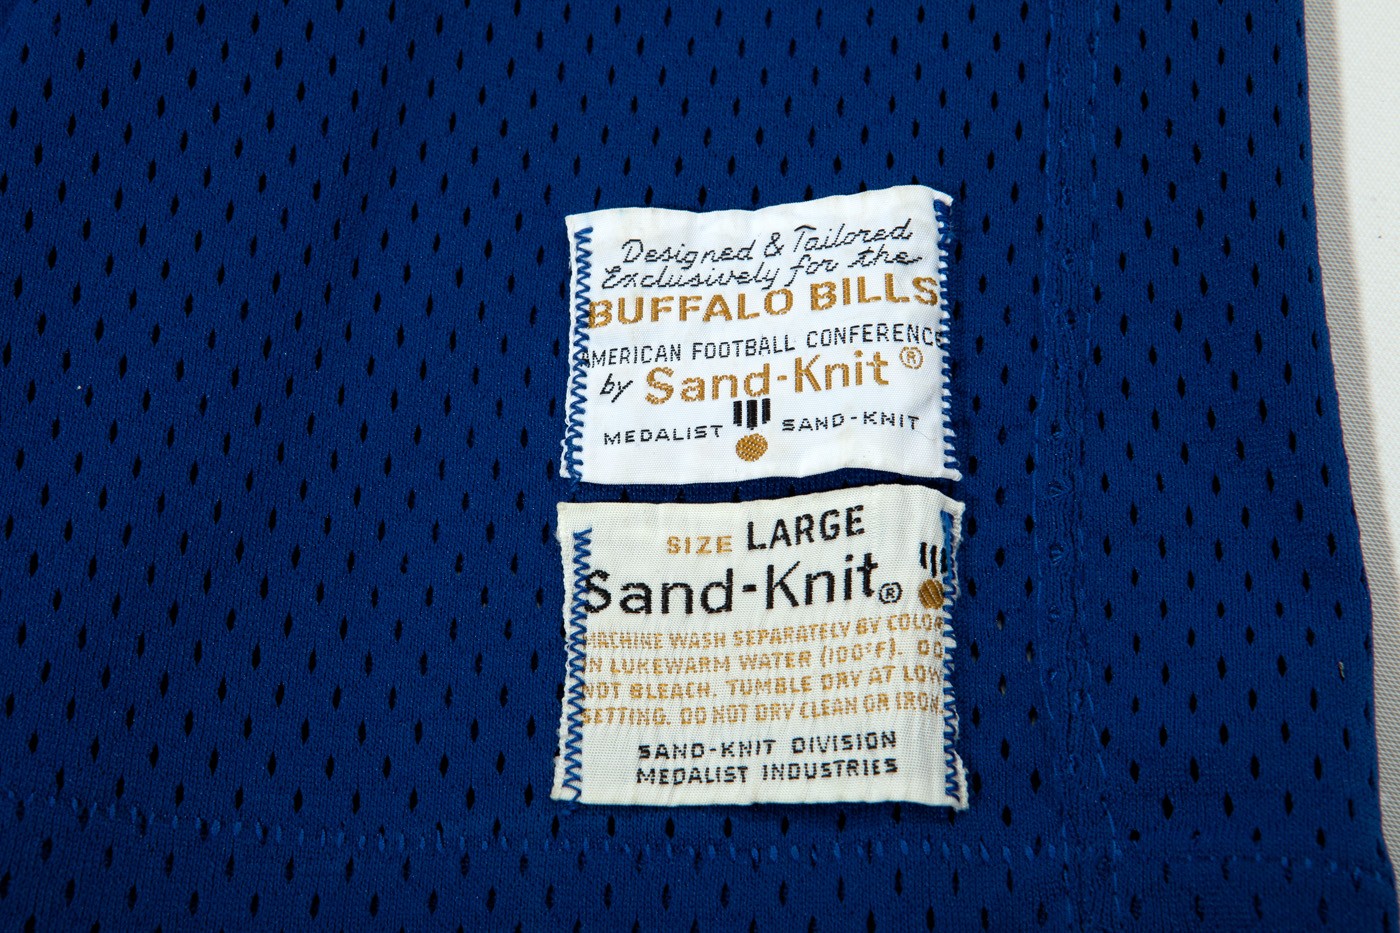 Designed & Tailored
Exclusively for the
BUFFALO BILLS
AMERICAN FOOTBALL CONFERENCE
by Sand-Knit®
MEDALIST SAND-KNIT
SIZE LARGE
Sand-Knit®
MACHINE WASH SEPARATELY BY COLOR
IN LUKEWARM WATER (100°F). DO
NOT BLEACH. TUMBLE DRY AT LOW
SETTING. DO NOT DRY CLEAN OR IRON.
SAND-KNIT DIVISION
MEDALIST INDUSTRIES